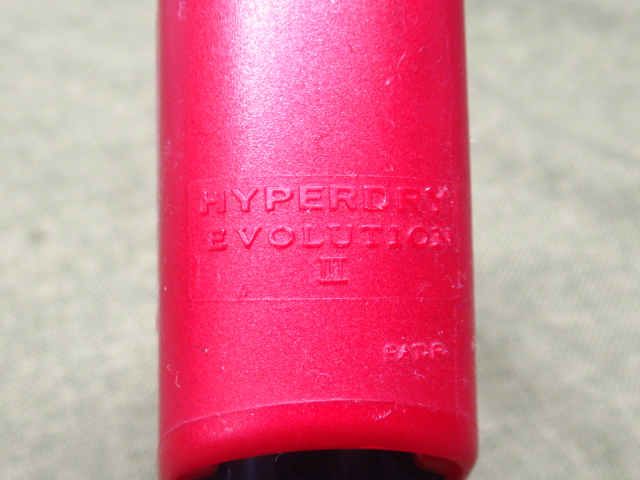 HYPERDRY
EVOLUTION
III
PAT.P.